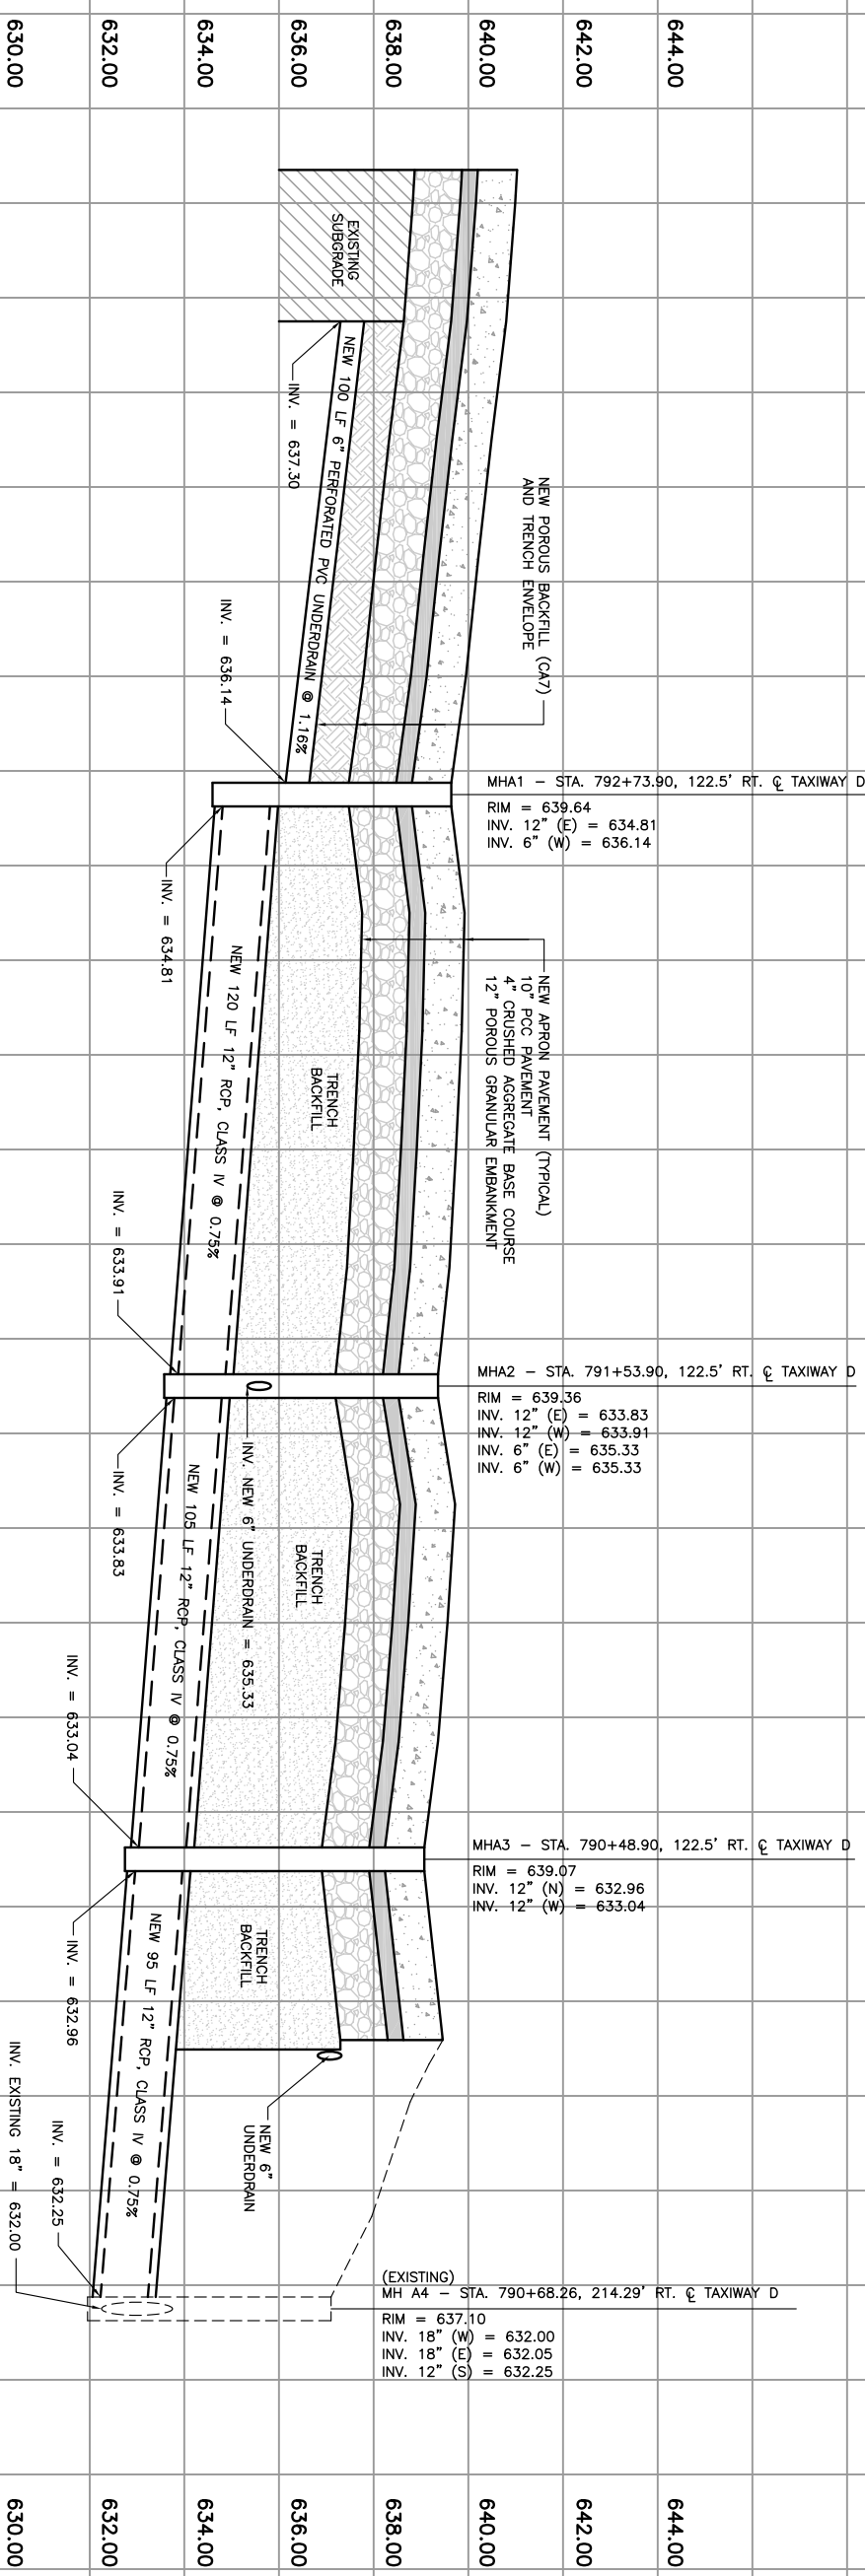 630.00
632.00
634.00
636.00
638.00
640.00
642.00
644.00
EXISTING
SUBGRADE
INV. = 637.30
NEW 100 LF 6" PERFORATED PVC UNDERDRAIN @ 1.16%
NEW POROUS BACKFILL (CA7)
AND TRENCH ENVELOPE
INV. = 636.14
MHA1 – STA. 792+73.90, 122.5' RT. ℄ TAXIWAY D
RIM = 639.64
INV. 12" (E) = 634.81
INV. 6" (W) = 636.14
INV. = 634.81
NEW 120 LF 12" RCP, CLASS IV @ 0.75%
TRENCH
BACKFILL
NEW APRON PAVEMENT (TYPICAL)
10" PCC PAVEMENT
4" CRUSHED AGGREGATE BASE COURSE
12" POROUS GRANULAR EMBANKMENT
INV. = 633.91
MHA2 – STA. 791+53.90, 122.5' RT. ℄ TAXIWAY D
RIM = 639.36
INV. 12" (E) = 633.83
INV. 12" (W) = 633.91
INV. 6" (E) = 635.33
INV. 6" (W) = 635.33
INV. = 633.83
INV. NEW 6" UNDERDRAIN = 635.33
NEW 105 LF 12" RCP, CLASS IV @ 0.75%
TRENCH
BACKFILL
INV. = 633.04
MHA3 – STA. 790+48.90, 122.5' RT. ℄ TAXIWAY D
RIM = 639.07
INV. 12" (N) = 632.96
INV. 12" (W) = 633.04
INV. = 632.96
NEW 95 LF 12" RCP, CLASS IV @ 0.75%
TRENCH
BACKFILL
NEW 6"
UNDERDRAIN
INV. = 632.25
INV. EXISTING 18" = 632.00
(EXISTING)
MH A4 – STA. 790+68.26, 214.29' RT. ℄ TAXIWAY D
RIM = 637.10
INV. 18" (W) = 632.00
INV. 18" (E) = 632.05
INV. 12" (S) = 632.25
630.00
632.00
634.00
636.00
638.00
640.00
642.00
644.00